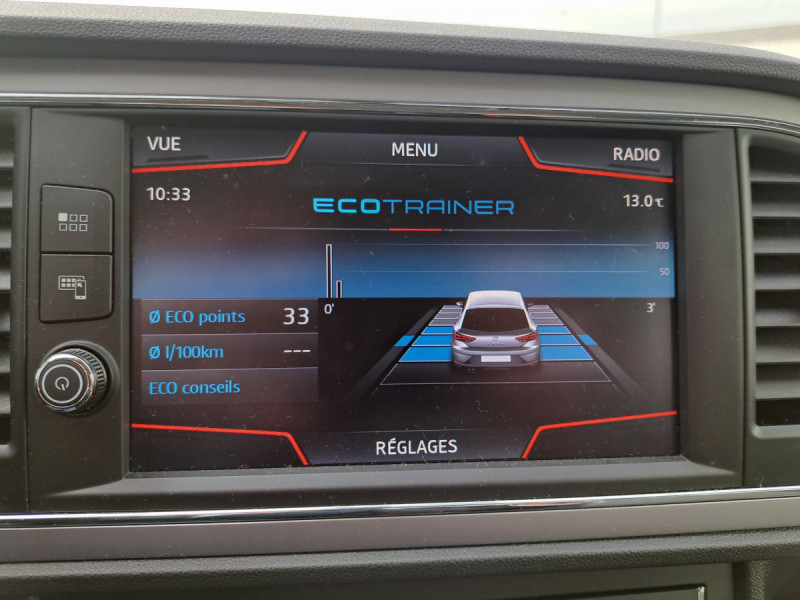 VUE
MENU
RADIO
10:33
ECOTRAINER
13.0°C
100
50
0'
3'
Ø ECO points 33
Ø l/100km ---
ECO conseils
RÉGLAGES